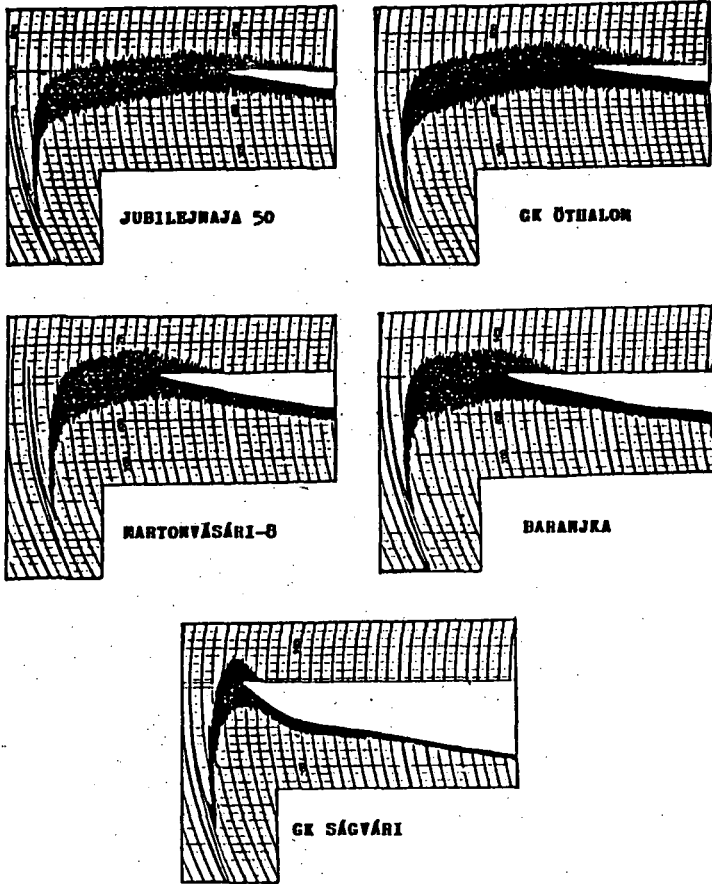 JUBILEJNAJA 50
GK ÖTHALOM
MARTONVÁSÁRI-8
BARANJKA
GK SÁGVÁRI